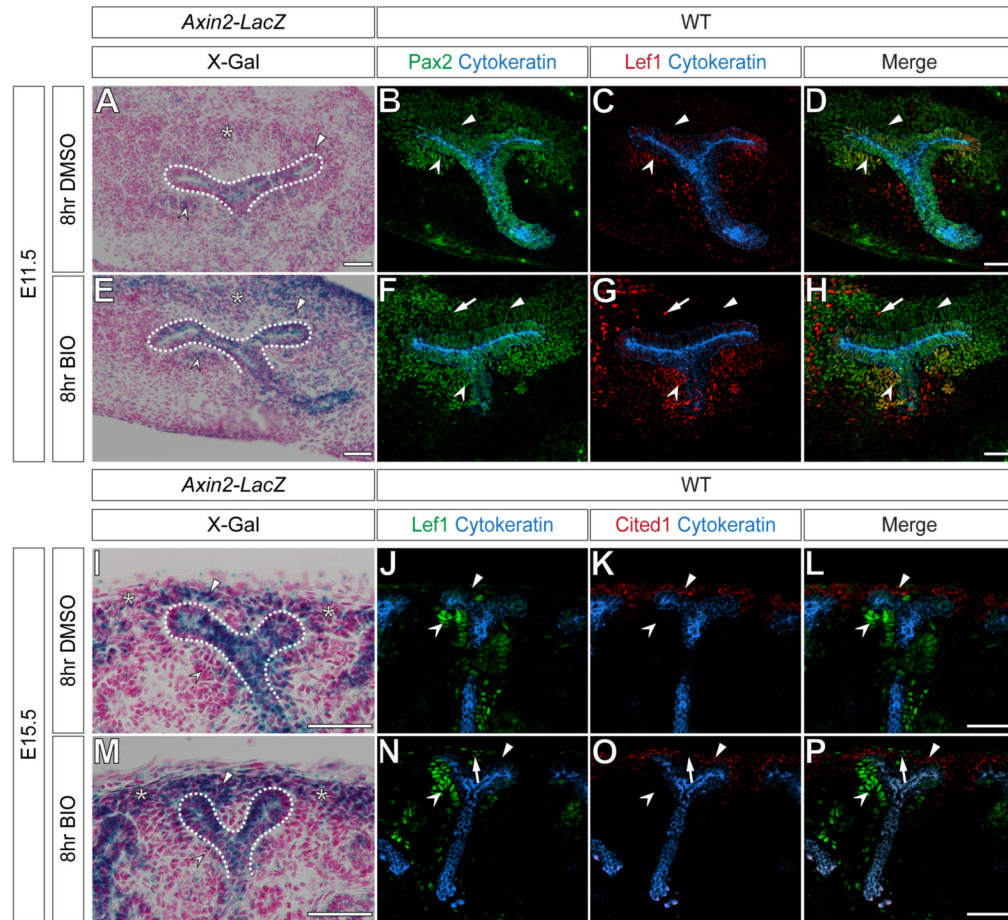 Axin2-LacZ WT
X-Gal Pax2 Cytokeratin Lef1 Cytokeratin Merge
E11.5
8hr DMSO
A * B C D
8hr BIO
E * F G H
Axin2-LacZ WT
X-Gal Lef1 Cytokeratin Cited1 Cytokeratin Merge
E15.5
8hr DMSO
I * * J K L
8hr BIO
M * * N O P